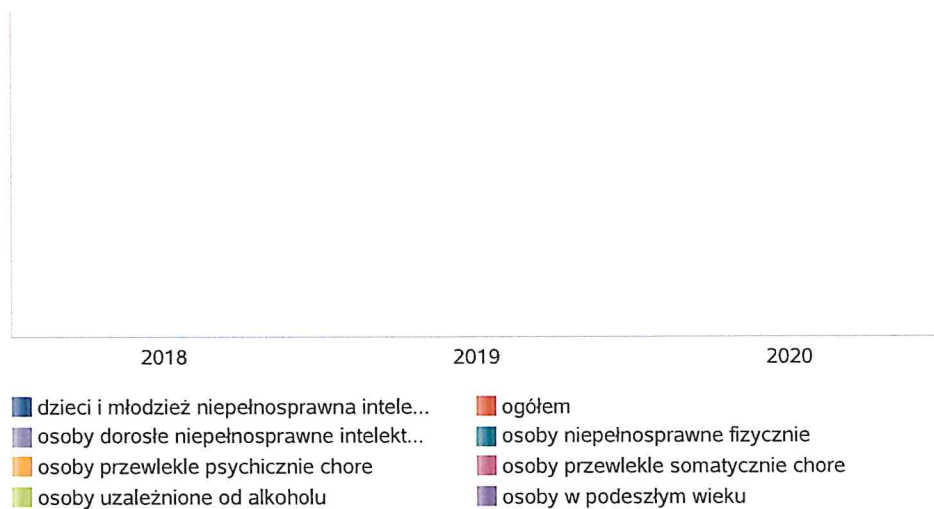 2018 2019 2020
dzieci i młodzież niepełnosprawna intele...
osoby dorosłe niepełnosprawne intelekt...
osoby przewlekle psychicznie chore
osoby uzależnione od alkoholu
ogółem
osoby niepełnosprawne fizycznie
osoby przewlekle somatycznie chore
osoby w podeszłym wieku